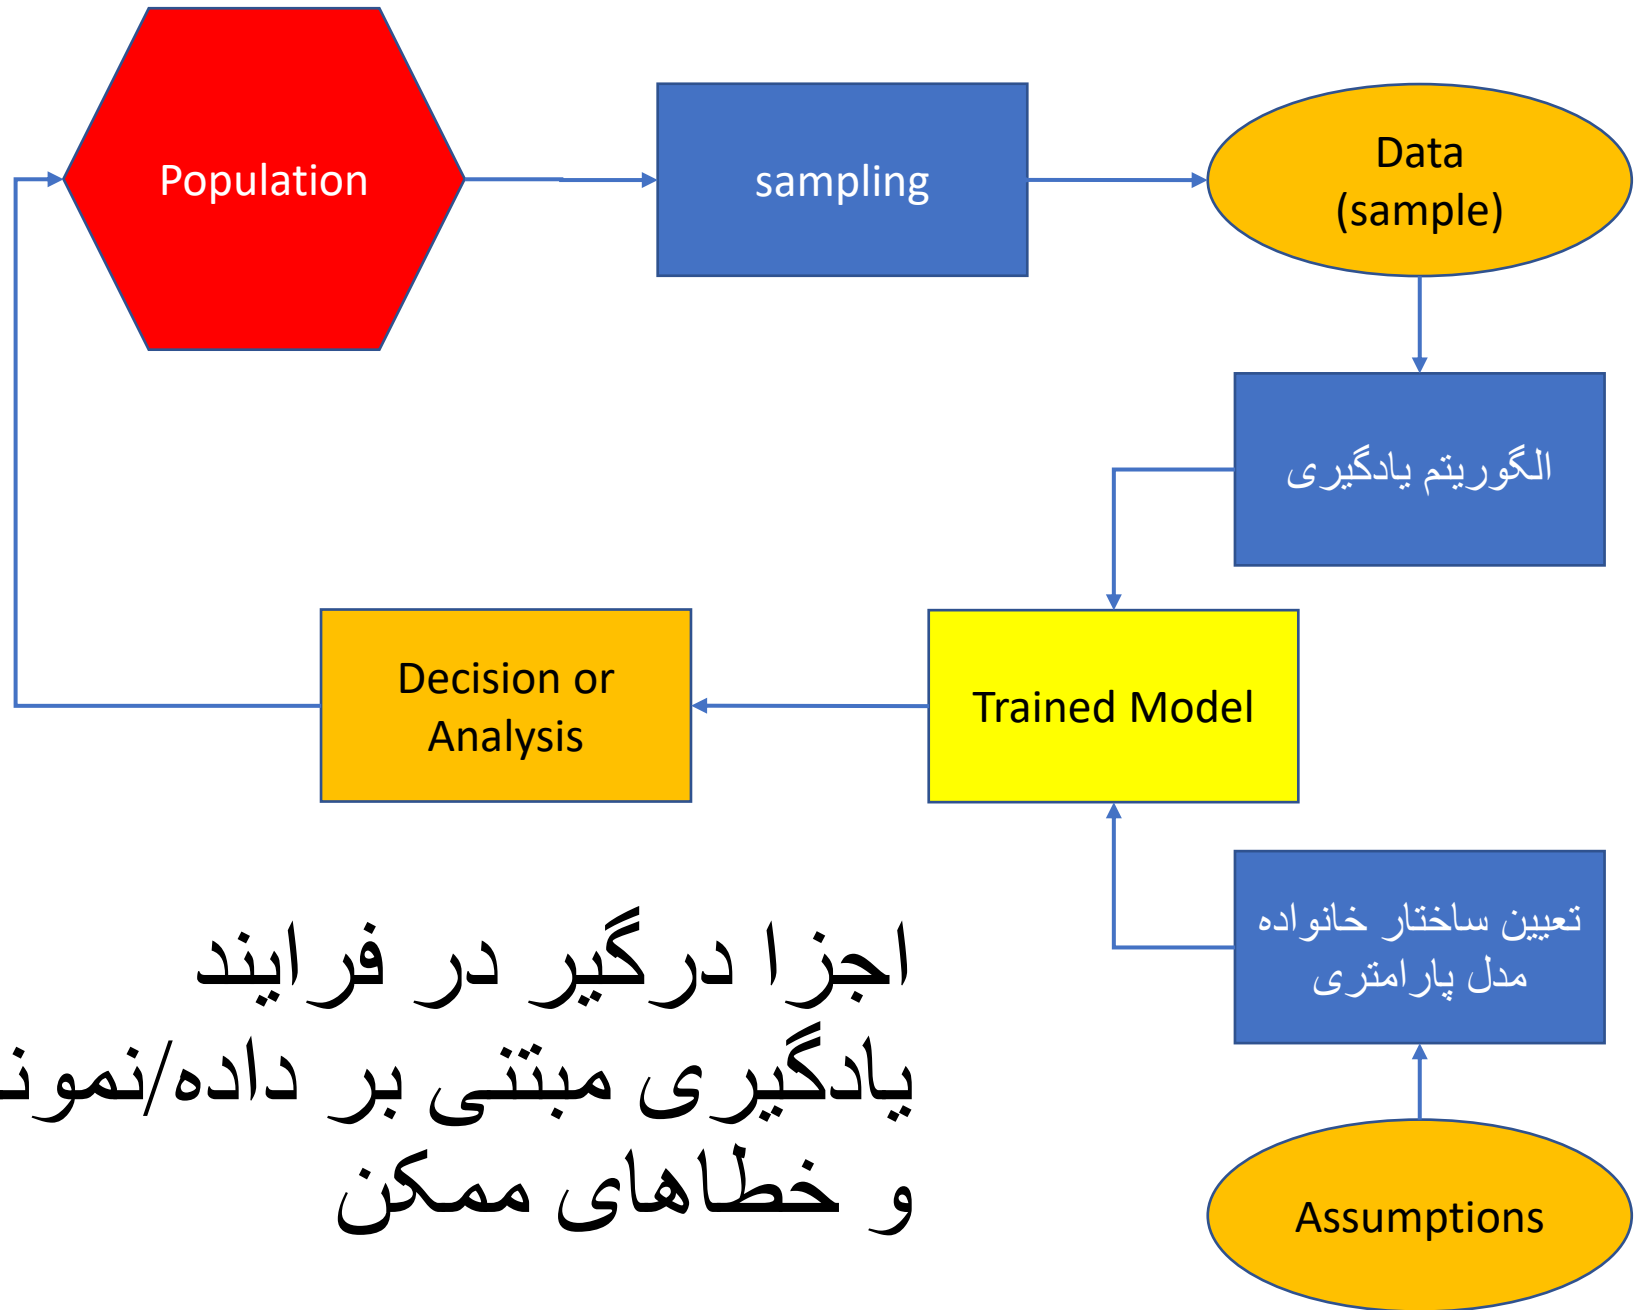 Population
sampling
Data
(sample)
الگوریتم یادگیری
Decision or
Analysis
Trained Model
تعیین ساختار خانواده
مدل پارامتری
اجزا درگیر در فرایند
یادگیری مبتنی بر داده/نمونـ
و خطاهای ممکن
Assumptions